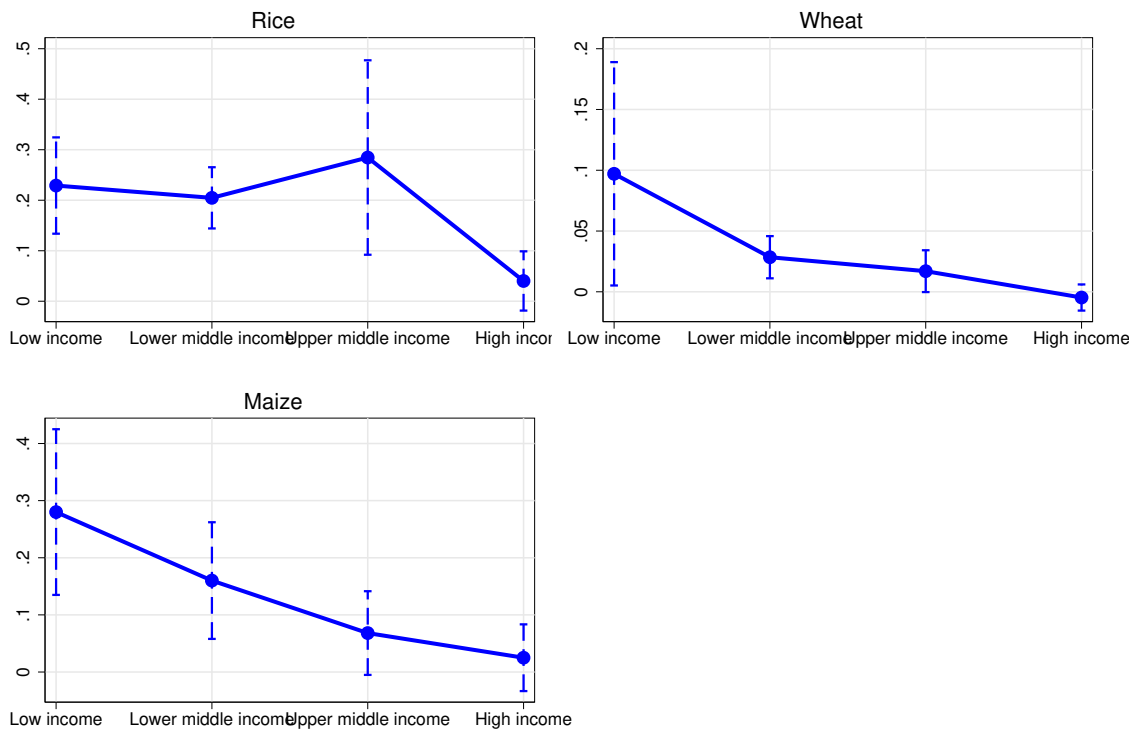 Rice
.5
.4
.3
.2
.1
0
Low income Lower middle income Upper middle income High incor
Wheat
.2
.15
.1
.05
0
Low income Lower middle income Upper middle income High income
Maize
.4
.3
.2
.1
0
Low income Lower middle income Upper middle income High income